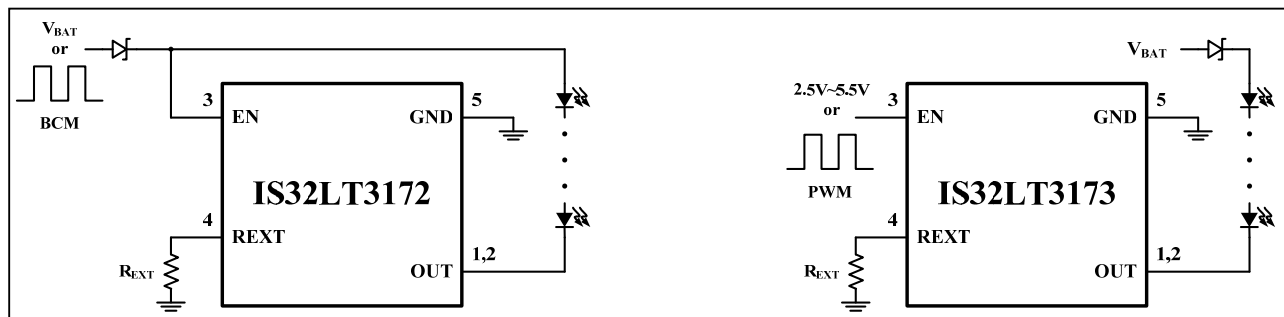 VBAT
or
BCM
3
EN
5
GND
IS32LT3172
4
REXT
REXT
1,2
OUT
VBAT
2.5V~5.5V
or
PWM
3
EN
5
GND
IS32LT3173
4
REXT
REXT
1,2
OUT